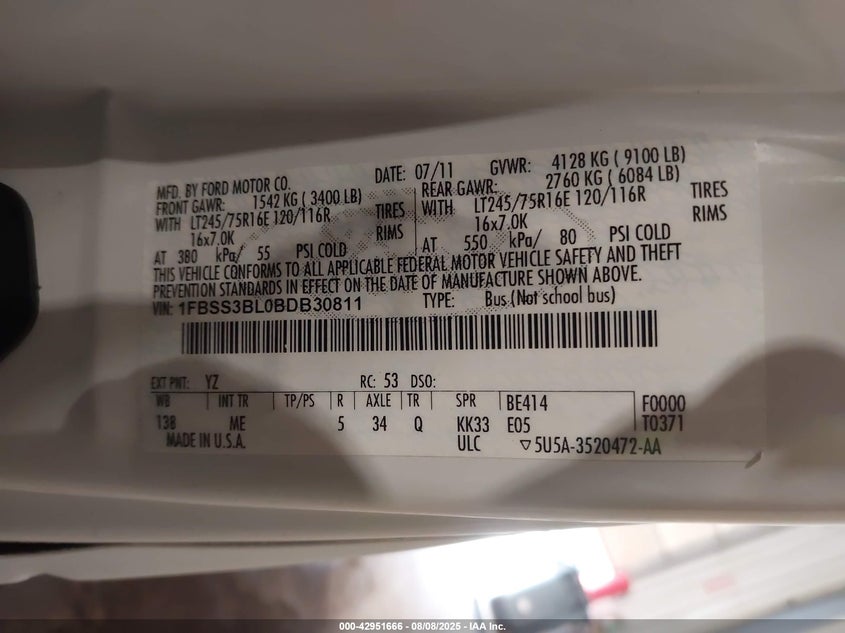 MFD. BY FORD MOTOR CO. DATE: 07/11 GVWR: 4128 KG ( 9100 LB)
FRONT GAWR: 1542 KG ( 3400 LB) REAR GAWR: 2760 KG ( 6084 LB)
WITH LT245/75R16E 120/116R TIRES WITH LT245/75R16E 120/116R TIRES
16x7.0K RIMS 16x7.0K RIMS
AT 380 kPa/ 55 PSI COLD AT 550 kPa/ 80 PSI COLD
THIS VEHICLE CONFORMS TO ALL APPLICABLE FEDERAL MOTOR VEHICLE SAFETY AND THEFT
PREVENTION STANDARDS IN EFFECT ON THE DATE OF MANUFACTURE SHOWN ABOVE.
VIN: 1FBSS3BL0BDB30811 TYPE: Bus (Not school bus)
EXT PNT: YZ RC: 53 DSO:
WB INT TR TP/PS R AXLE TR SPR BE414 F0000
138 ME 5 34 Q KK33 E05 T0371
MADE IN U.S.A. ULC ▽5U5A-3520472-AA
000-42951666 - 08/08/2025 - IAA Inc.